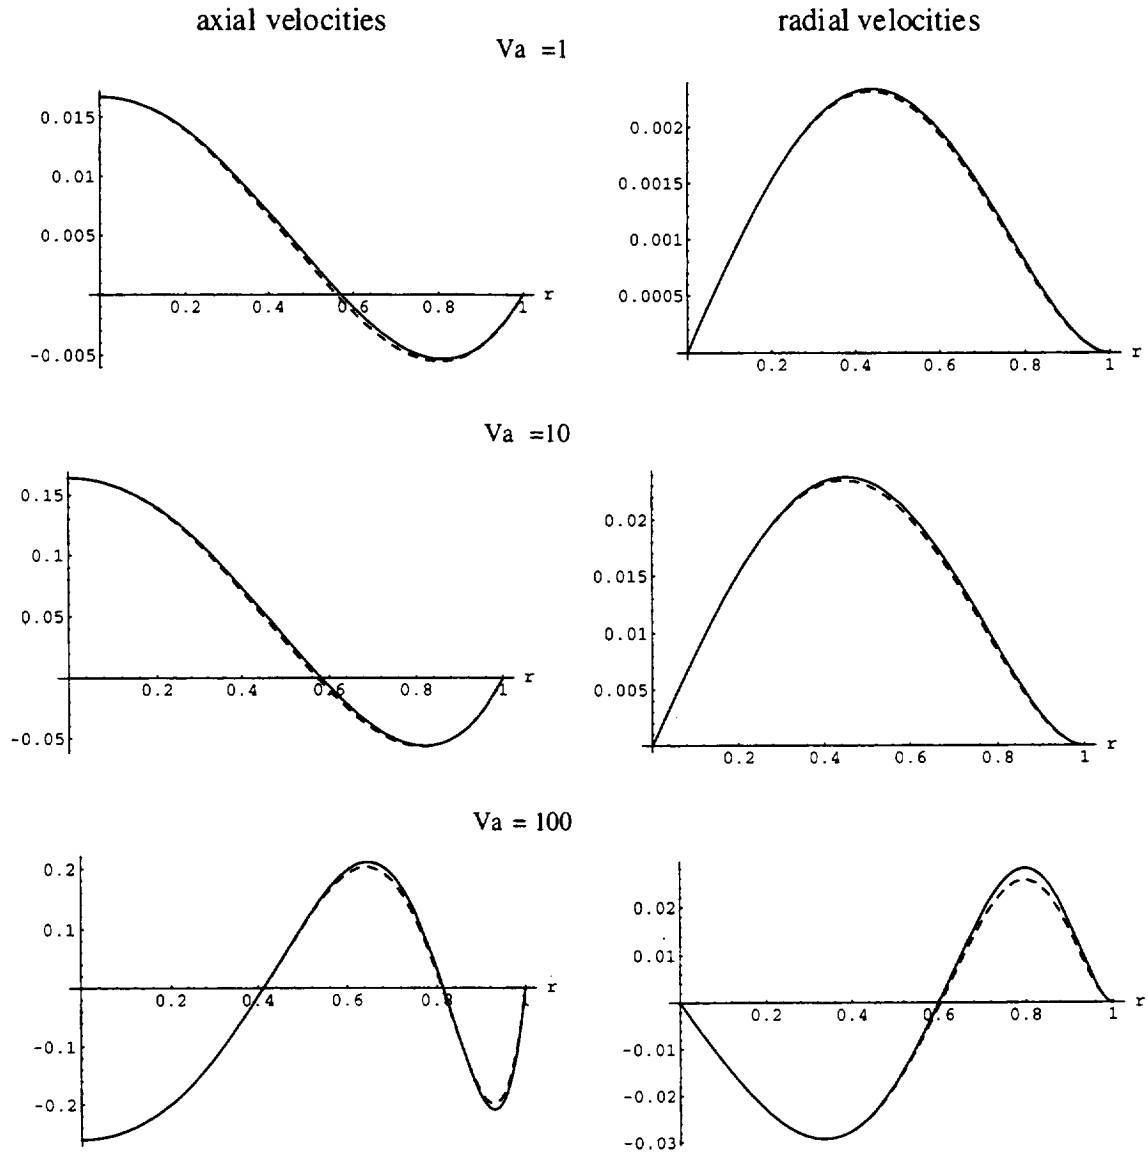 axial velocities radial velocities
Va =1
0.015
0.01
0.005
-0.005
0.2 0.4 0.6 0.8 1 r
0.002
0.0015
0.001
0.0005
0.2 0.4 0.6 0.8 1 r
Va =10
0.15
0.1
0.05
-0.05
0.2 0.4 0.6 0.8 1 r
0.02
0.015
0.01
0.005
0.2 0.4 0.6 0.8 1 r
Va = 100
0.2
0.1
-0.1
-0.2
0.2 0.4 0.6 0.8 1 r
0.02
0.01
-0.01
-0.02
-0.03
0.2 0.4 0.6 0.8 1 r